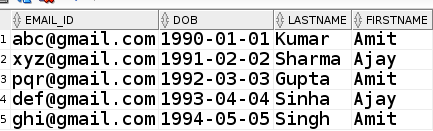 EMAIL_ID DOB LASTNAME FIRSTNAME
1 abc@gmail.com 1990-01-01 Kumar Amit
2 xyz@gmail.com 1991-02-02 Sharma Ajay
3 pqr@gmail.com 1992-03-03 Gupta Amit
4 def@gmail.com 1993-04-04 Sinha Ajay
5 ghi@gmail.com 1994-05-05 Singh Amit